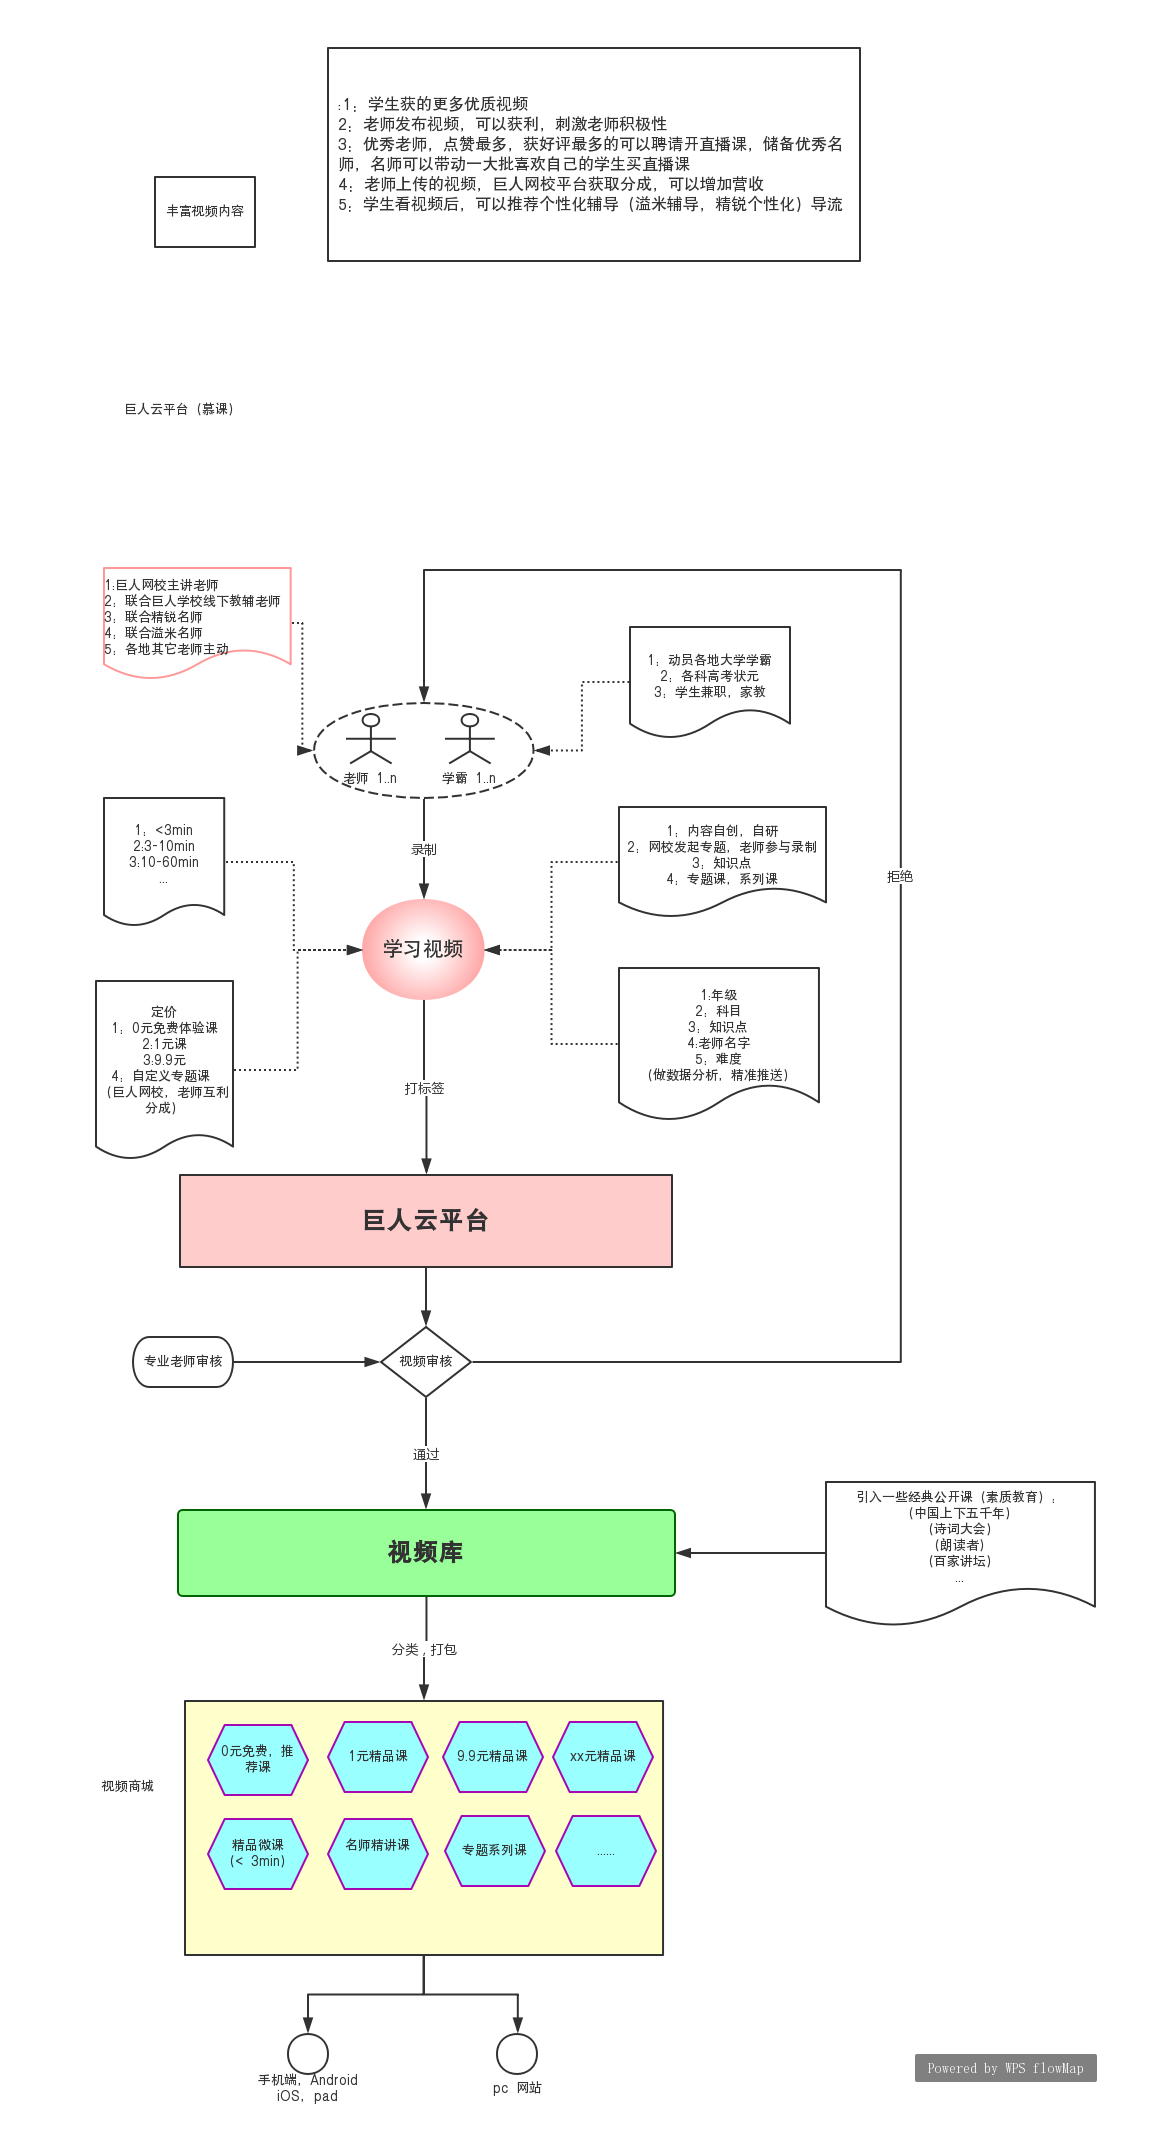 :1；学生获的更多优质视频
2；老师发布视频，可以获利，刺激老师积极性
3；优秀老师，点赞最多，获好评最多的可以聘请开直播课，储备优秀名
师，名师可以带动一大批喜欢自己的学生买直播课
4；老师上传的视频，巨人网校平台获取分成，可以增加营收
5；学生看视频后，可以推荐个性化辅导（溢米辅导，精锐个性化）导流
丰富视频内容
巨人云平台（慕课）
1:巨人网校主讲老师
2；联合巨人学校线下教辅老师
3；联合精锐名师
4；联合溢米名师
5；各地其它老师主动
1；动员各地大学学霸
2；各科高考状元
3；学生兼职，家教
老师 1..n
学霸 1..n
1；<3min
2:3-10min
3:10-60min
...
录制
1；内容自创，自研
2；网校发起专题，老师参与录制
3；知识点
4；专题课，系列课
拒绝
学习视频
定价
1；0元免费体验课
2:1元课
3:9.9元
4；自定义专题课
（巨人网校，老师互利
分成）
1:年级
2；科目
3；知识点
4:老师名字
5；难度
（做数据分析，精准推送）
打标签
巨人云平台
专业老师审核
视频审核
通过
引入一些经典公开课（素质教育）；
（中国上下五千年）
（诗词大会）
（朗读者）
（百家讲坛）
...
视频库
分类，打包
0元免费，推
荐课
1元精品课
9.9元精品课
xx元精品课
视频商城
精品微课
（< 3min）
名师精讲课
专题系列课
......
手机端，Android
iOS，pad
pc 网站
Powered by WPS flowMap